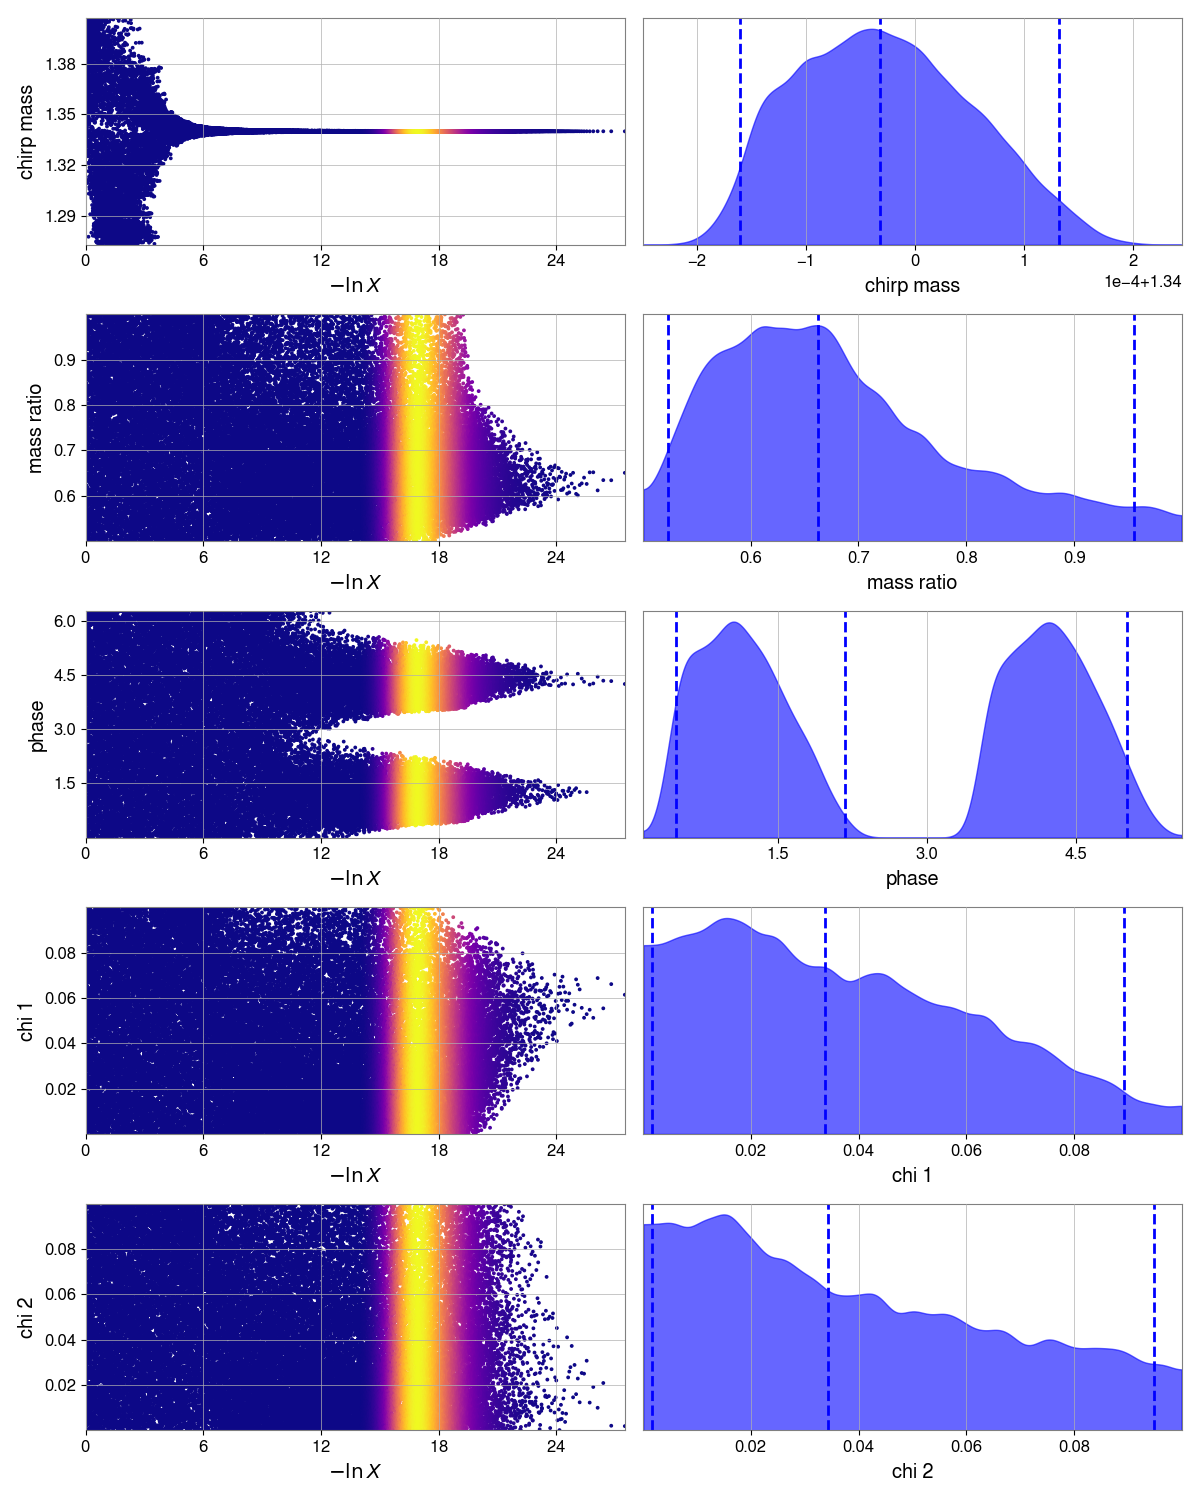 chirp mass
1.38
1.35
1.32
1.29
0 6 12 18 24
−ln X
−2 −1 0 1 2
1e−4+1.34
chirp mass
mass ratio
0.9
0.8
0.7
0.6
0 6 12 18 24
−ln X
0.6 0.7 0.8 0.9
mass ratio
phase
6.0
4.5
3.0
1.5
0 6 12 18 24
−ln X
1.5 3.0 4.5
phase
chi 1
0.08
0.06
0.04
0.02
0 6 12 18 24
−ln X
0.02 0.04 0.06 0.08
chi 1
chi 2
0.08
0.06
0.04
0.02
0 6 12 18 24
−ln X
0.02 0.04 0.06 0.08
chi 2